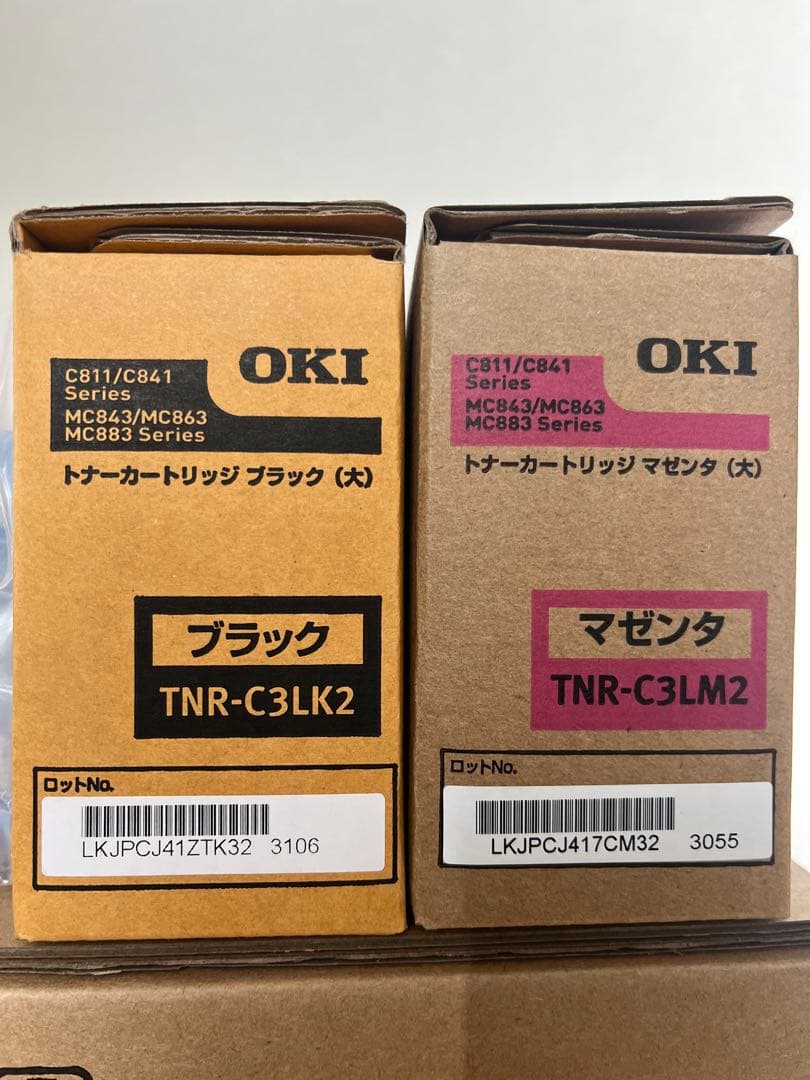 OKI
C811/C841
Series
MC843/MC863
MC883 Series
トナーカートリッジ ブラック（大）
ブラック
TNR-C3LK2
ロットNo.
LKJPCJ41ZTK32 3106
OKI
C811/C841
Series
MC843/MC863
MC883 Series
トナーカートリッジ マゼンタ（大）
マゼンタ
TNR-C3LM2
ロットNo.
LKJPCJ417CM32 3055